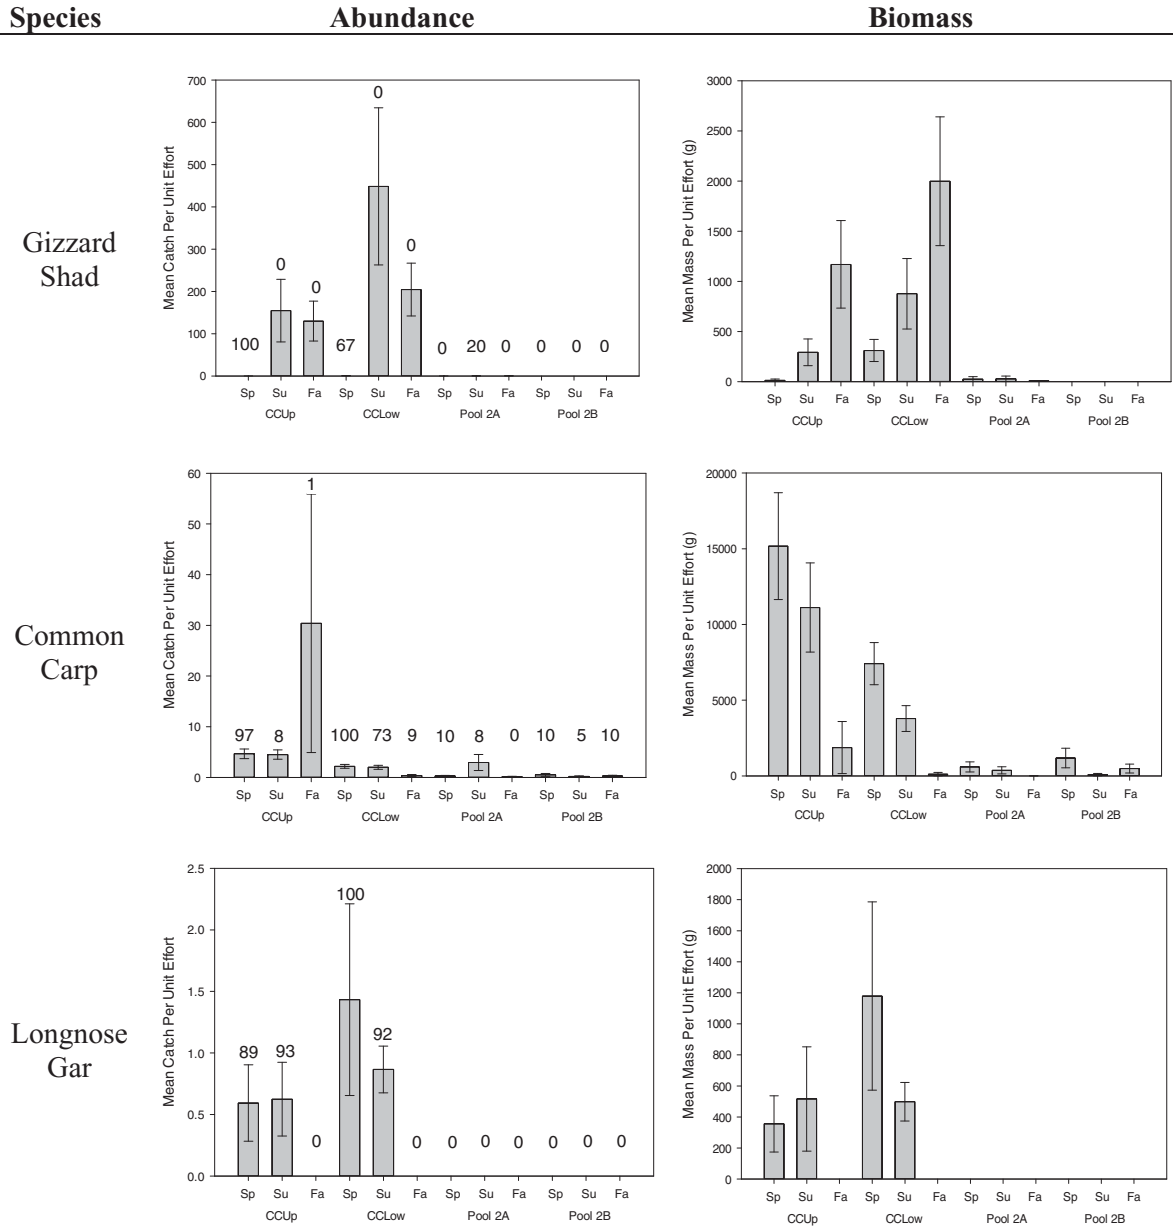 Species Abundance Biomass
Gizzard
Shad
Mean Catch Per Unit Effort
700
600
500
400
300
200
100
0
100 0 0 67 0 0 0 20 0 0 0 0
Sp Su Fa Sp Su Fa Sp Su Fa Sp Su Fa
CCUp CCLow Pool 2A Pool 2B
Mean Mass Per Unit Effort (g)
3000
2500
2000
1500
1000
500
0
Sp Su Fa Sp Su Fa Sp Su Fa Sp Su Fa
CCUp CCLow Pool 2A Pool 2B
Common
Carp
Mean Catch Per Unit Effort
60
50
40
30
20
10
0
97 8 1 100 73 9 10 8 0 10 5 10
Sp Su Fa Sp Su Fa Sp Su Fa Sp Su Fa
CCUp CCLow Pool 2A Pool 2B
Mean Mass Per Unit Effort (g)
20000
15000
10000
5000
0
Sp Su Fa Sp Su Fa Sp Su Fa Sp Su Fa
CCUp CCLow Pool 2A Pool 2B
Longnose
Gar
Mean Catch Per Unit Effort
2.5
2.0
1.5
1.0
0.5
0.0
89 93 0 100 92 0 0 0 0 0 0 0
Sp Su Fa Sp Su Fa Sp Su Fa Sp Su Fa
CCUp CCLow Pool 2A Pool 2B
Mean Mass Per Unit Effort (g)
2000
1800
1600
1400
1200
1000
800
600
400
200
0
Sp Su Fa Sp Su Fa Sp Su Fa Sp Su Fa
CCUp CCLow Pool 2A Pool 2B